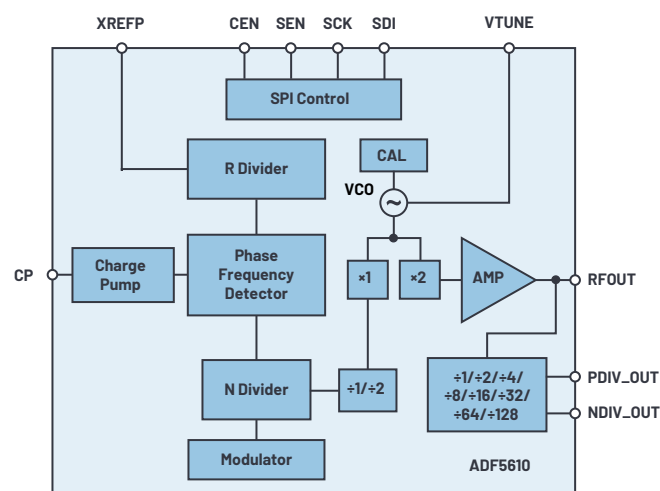 XREFP
CEN
SEN
SCK
SDI
VTUNE
SPI Control
R Divider
CAL
VCO
~
CP
Charge
Pump
Phase
Frequency
Detector
×1
×2
AMP
RFOUT
N Divider
÷1/÷2
÷1/÷2/÷4/
÷8/÷16/÷32/
÷64/÷128
PDIV_OUT
NDIV_OUT
Modulator
ADF5610